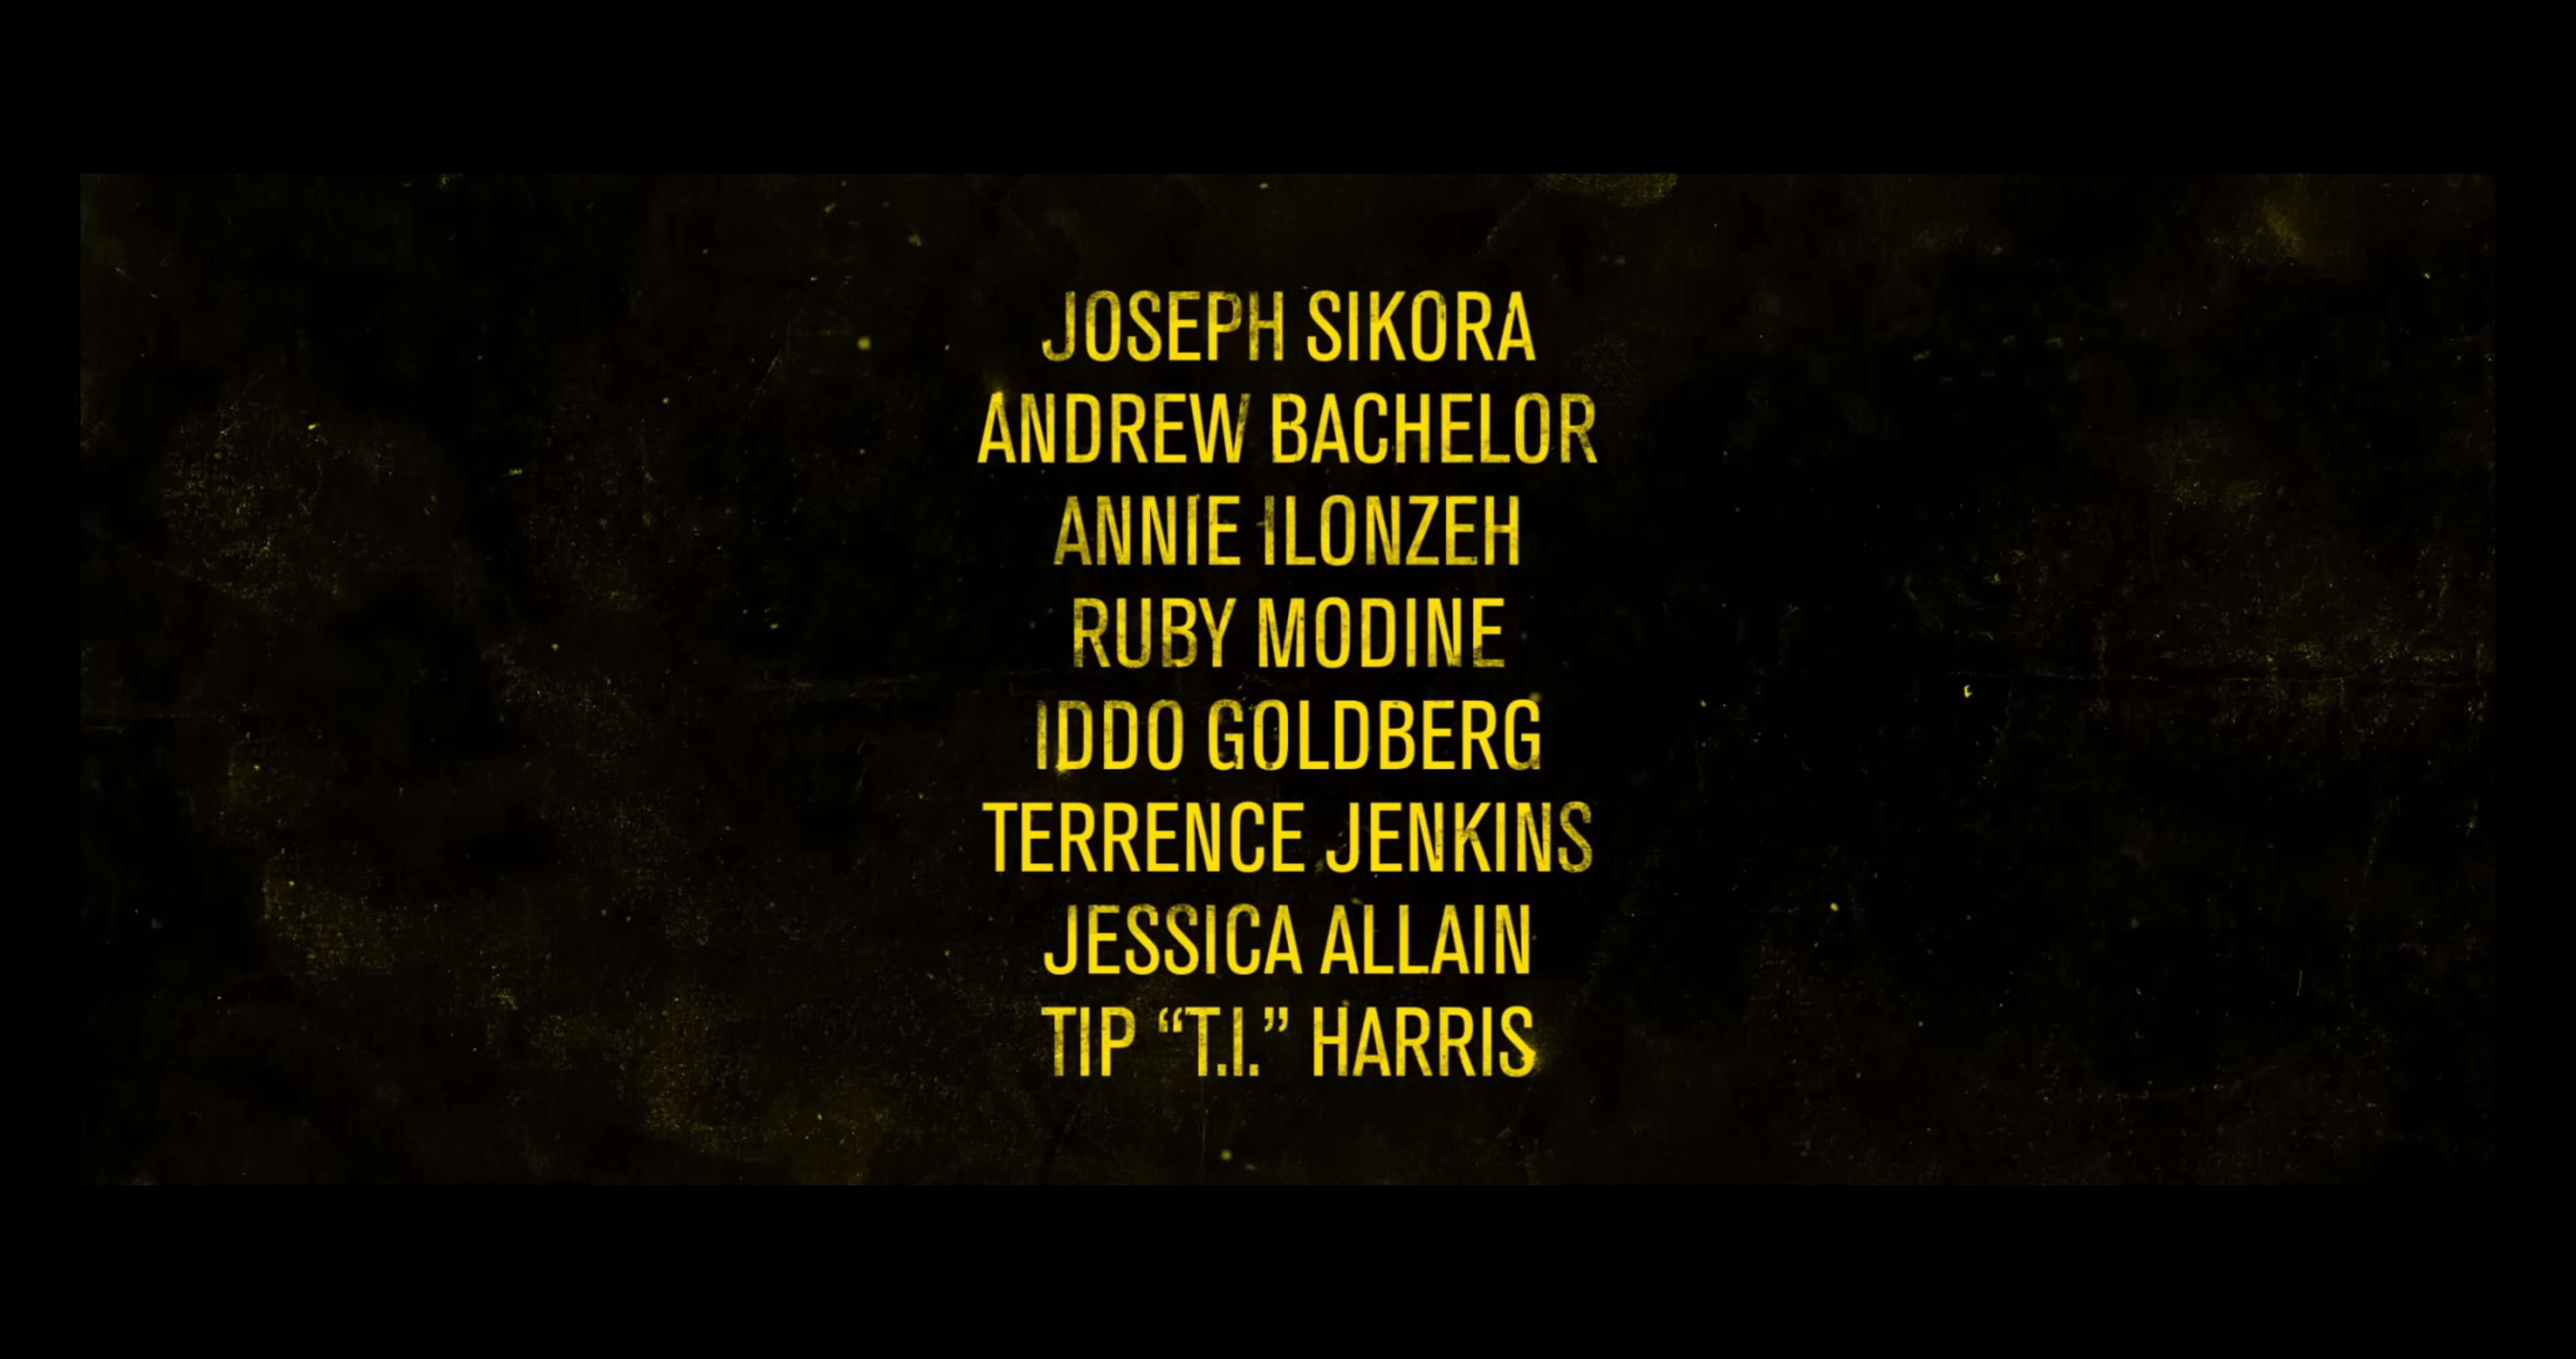 JOSEPH SIKORA
ANDREW BACHELOR
ANNIE ILONZEH
RUBY MODINE
IDDO GOLDBERG
TERRENCE JENKINS
JESSICA ALLAIN
TIP “T.I.” HARRIS